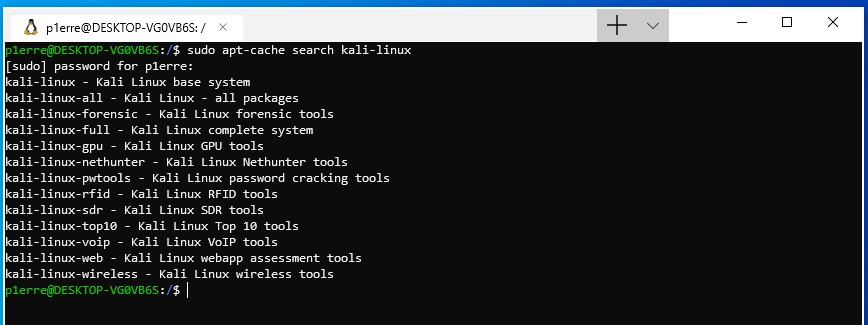 p1erre@DESKTOP-VG0VB6S: /
p1erre@DESKTOP-VG0VB6S:/$ sudo apt-cache search kali-linux
[sudo] password for p1erre:
kali-linux - Kali Linux base system
kali-linux-all - Kali Linux - all packages
kali-linux-forensic - Kali Linux forensic tools
kali-linux-full - Kali Linux complete system
kali-linux-gpu - Kali Linux GPU tools
kali-linux-nethunter - Kali Linux Nethunter tools
kali-linux-pwtools - Kali Linux password cracking tools
kali-linux-rfid - Kali Linux RFID tools
kali-linux-sdr - Kali Linux SDR tools
kali-linux-top10 - Kali Linux Top 10 tools
kali-linux-voip - Kali Linux VoIP tools
kali-linux-web - Kali Linux webapp assessment tools
kali-linux-wireless - Kali Linux wireless tools
p1erre@DESKTOP-VG0VB6S:/$